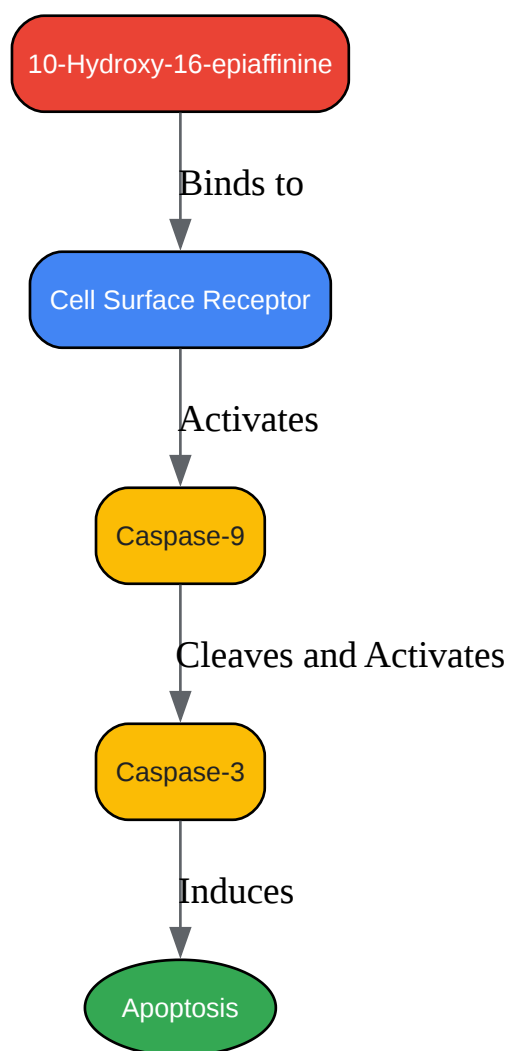 10-Hydroxy-16-epiaffinine
Binds to
Cell Surface Receptor
Activates
Caspase-9
Cleaves and Activates
Caspase-3
Induces
Apoptosis